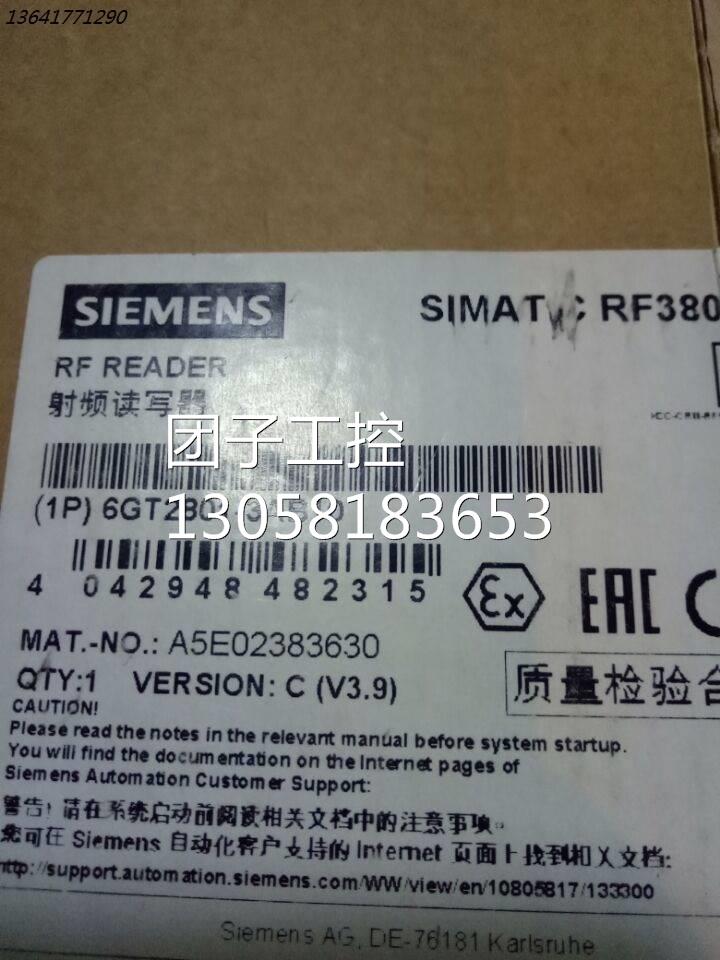 13641771290
SIEMENS
SIMATIC RF380
RF READER
射频读写器
团子工控
(1P) 6GT280
13058183653
4 042948 482315
Ex
EAC
MAT.-NO.: A5E02383630
QTY:1 VERSION: C (V3.9)
质量检验合
CAUTION!
Please read the notes in the relevant manual before system startup.
You will find the documentation on the Internet pages of
Siemens Automation Customer Support:
警告! 请在系统启动前阅读相关文档中的注意事项。
您可在 Siemens 自动化客户支持的 Internet 页面上找到相关文档:
http://support.automation.siemens.com/WW/view/en/10805817/133300
Siemens AG, DE-76181 Karlsruhe